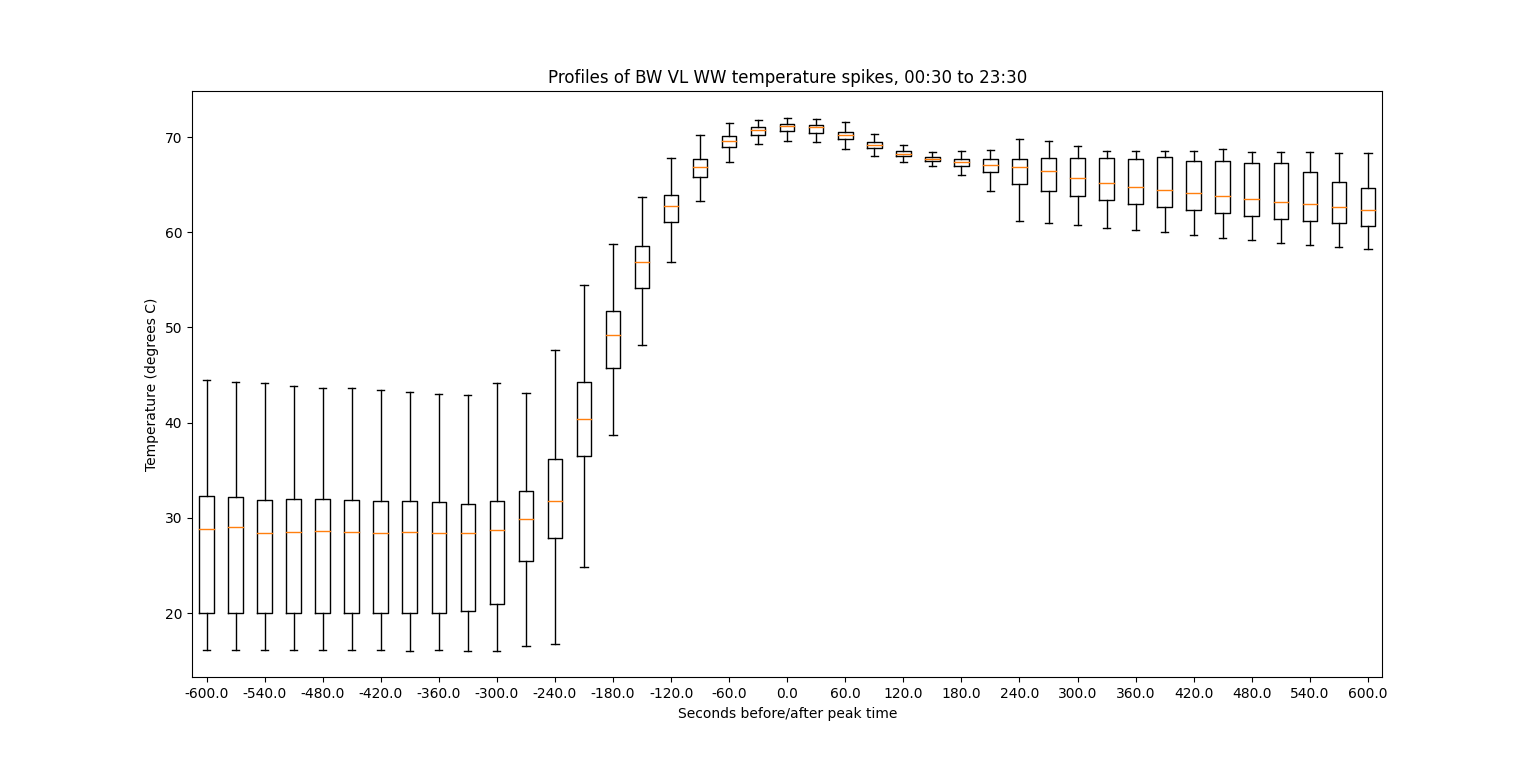 Profiles of BW VL WW temperature spikes, 00:30 to 23:30
70
60
50
40
30
20
Temperature (degrees C)
-600.0 -540.0 -480.0 -420.0 -360.0 -300.0 -240.0 -180.0 -120.0 -60.0 0.0 60.0 120.0 180.0 240.0 300.0 360.0 420.0 480.0 540.0 600.0
Seconds before/after peak time